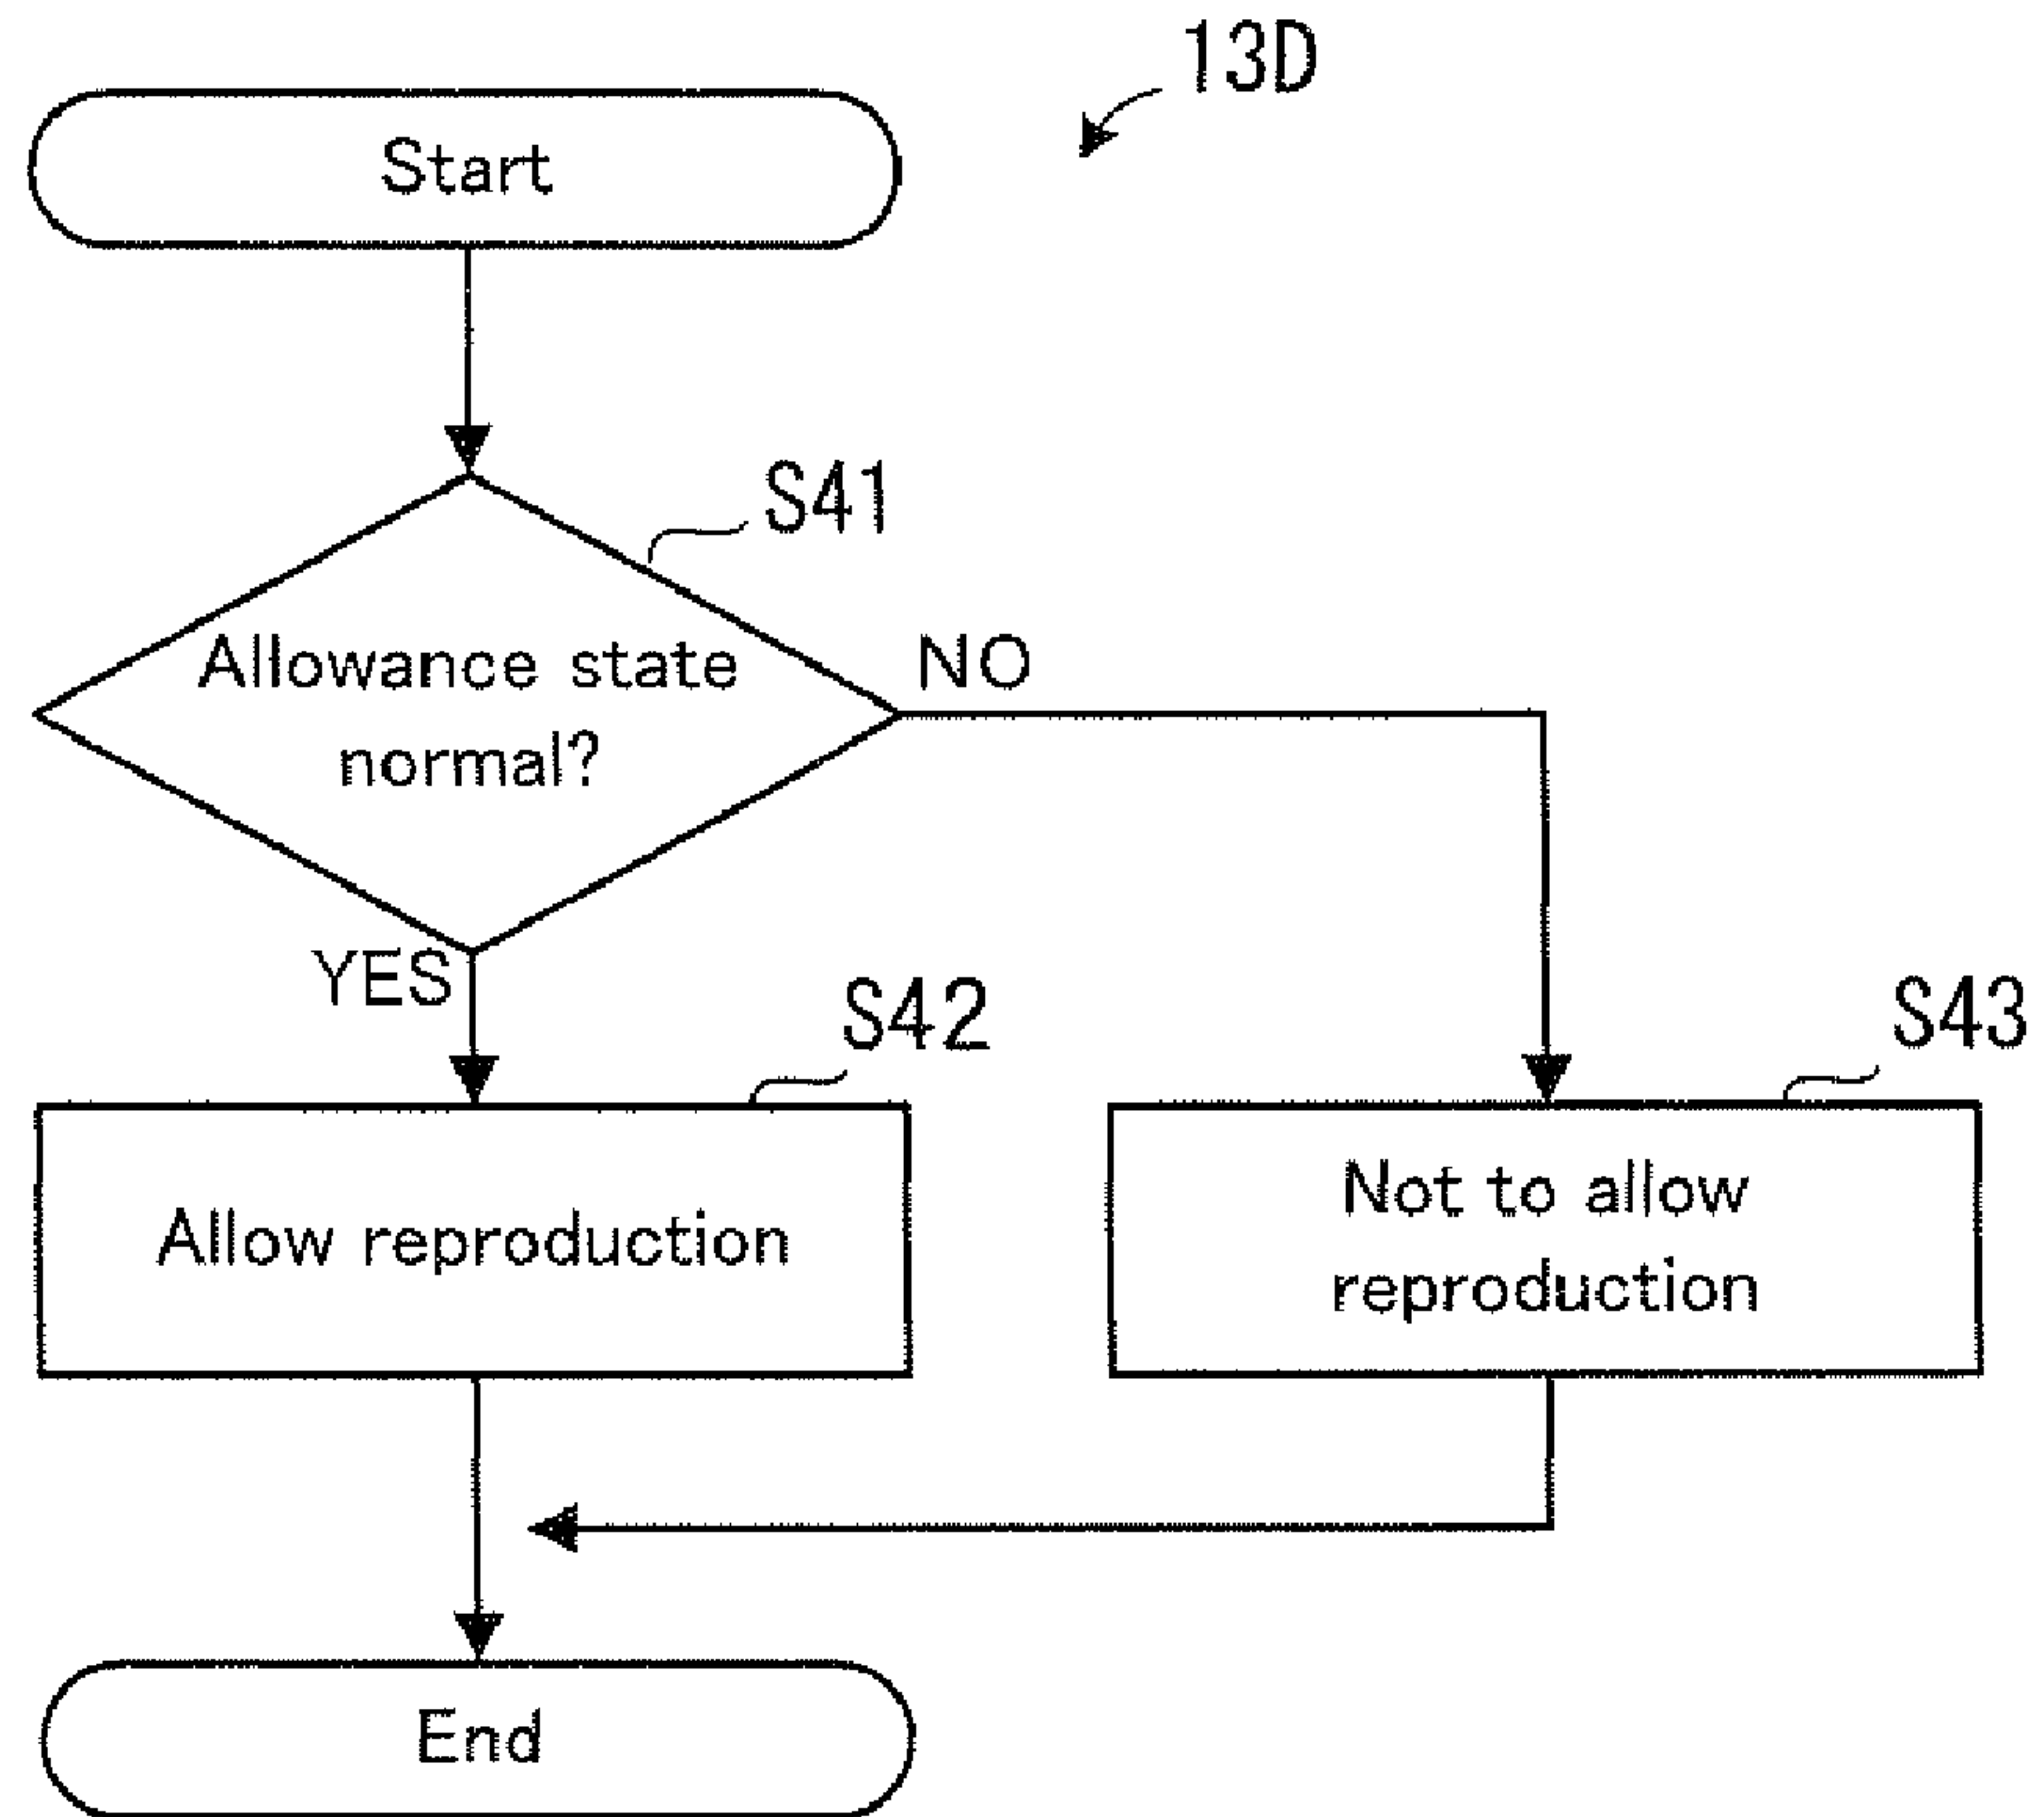 13D
Start
S41
Allowance state
normal?
NO
YES
S42
S43
Allow reproduction
Not to allow
reproduction
End